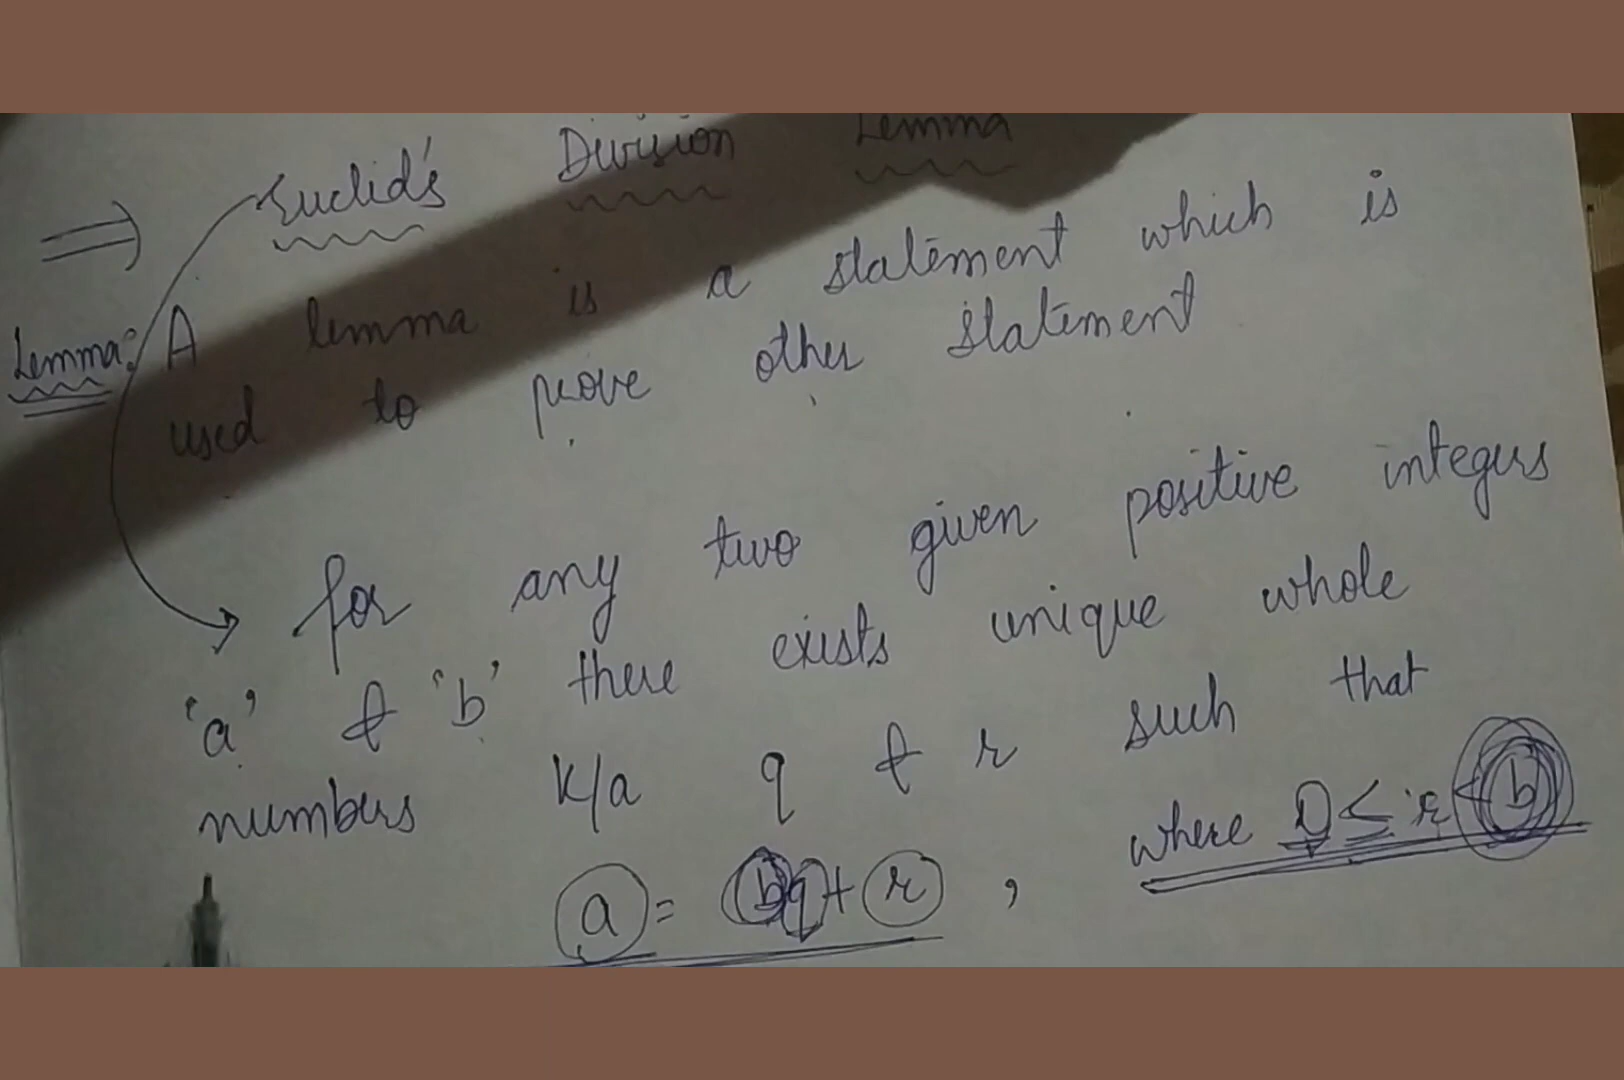 ⇒ Euclid's Division Lemma
Lemma: A lemma is a statement which is
used to prove other statement
for any two given positive integers
'a' & 'b' there exists unique whole
numbers k/a q & r such that
a = bq + r , where 0 ≤ r < b